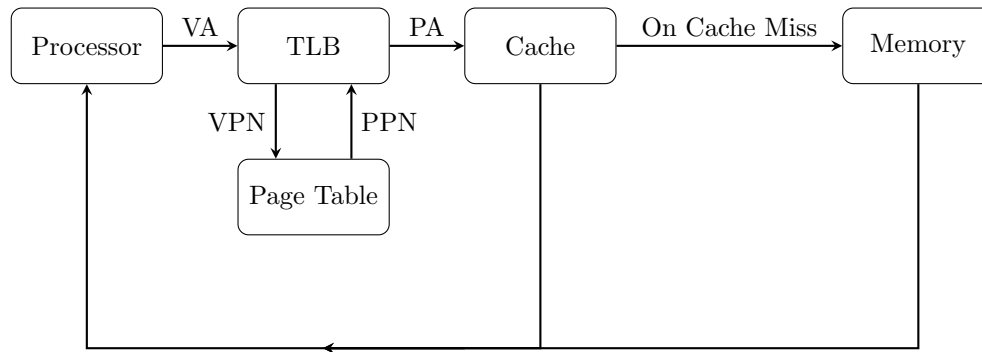 Processor
VA
TLB
PA
Cache
On Cache Miss
Memory
VPN
PPN
Page Table